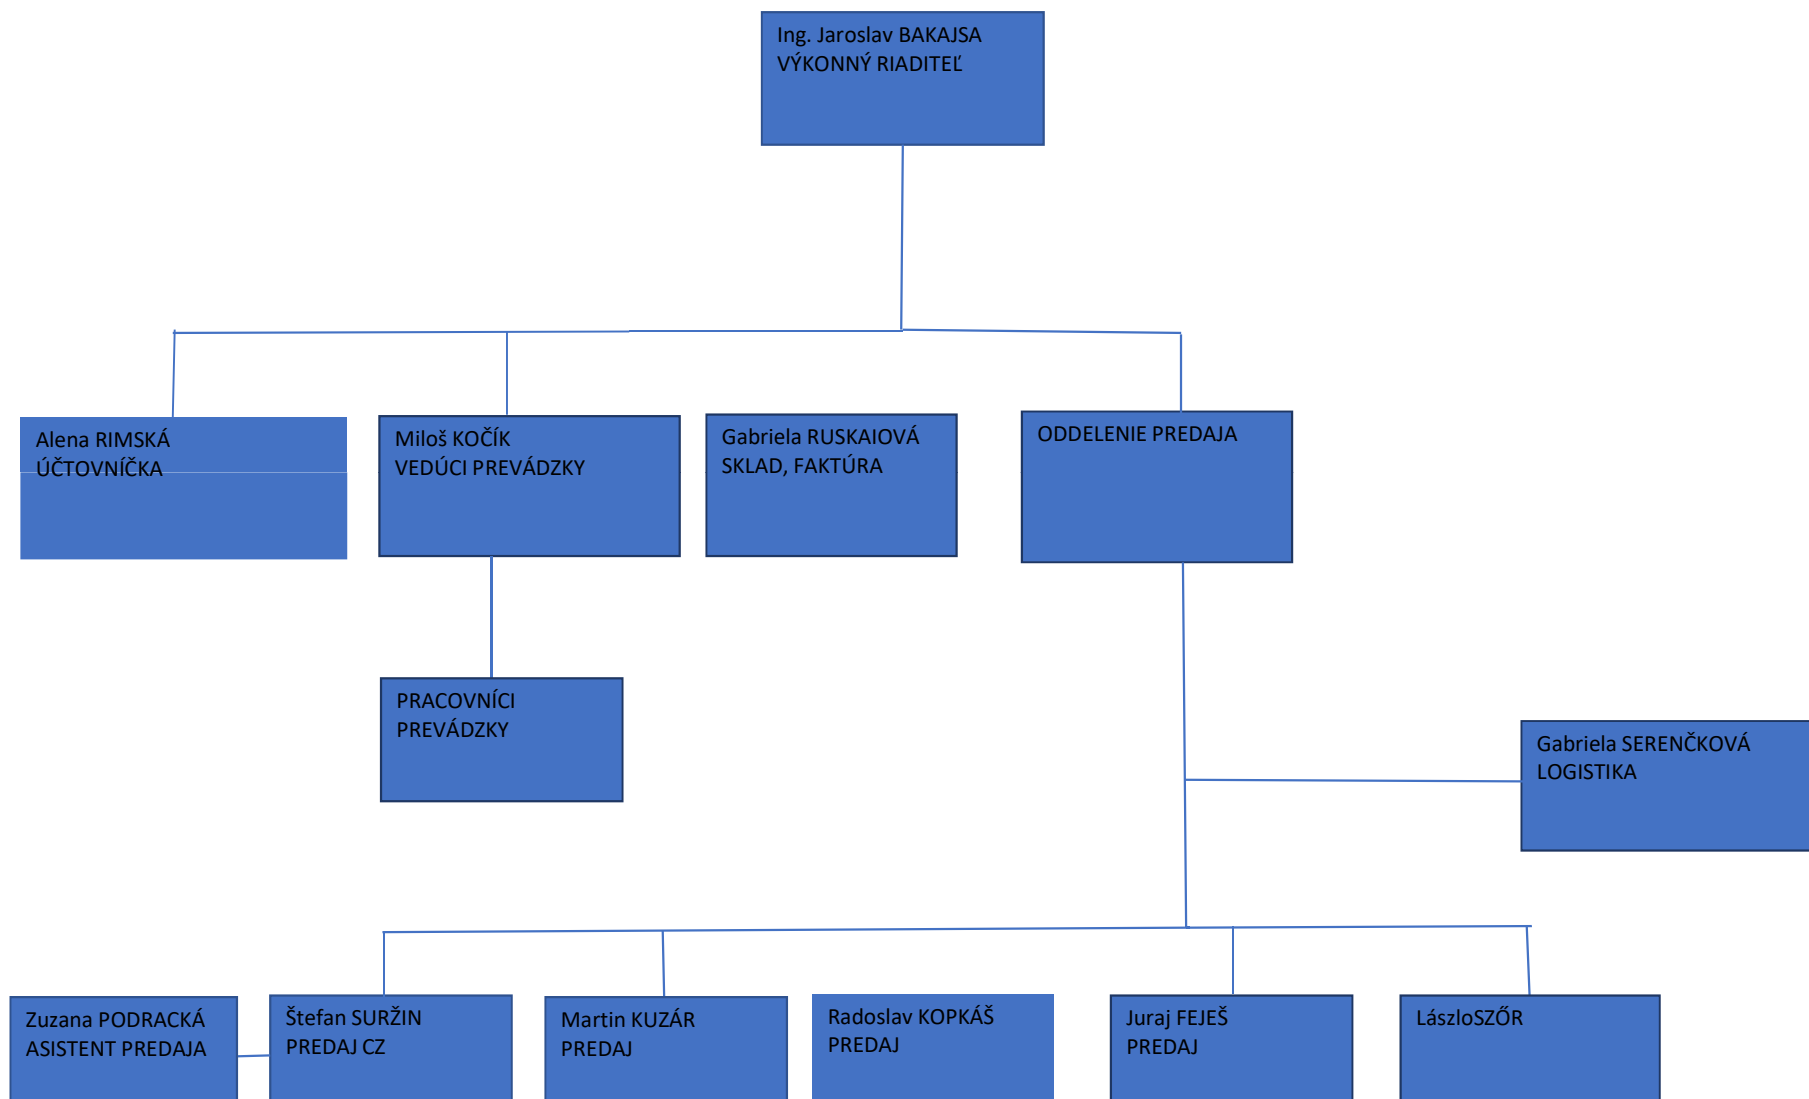 Ing. Jaroslav BAKAJSA
VÝKONNÝ RIADITEĽ
Alena RIMSKÁ
ÚČTOVNÍČKA
Miloš KOČÍK
VEDÚCI PREVÁDZKY
Gabriela RUSKAIOVÁ
SKLAD, FAKTÚRA
ODDELENIE PREDAJA
PRACOVNÍCI
PREVÁDZKY
Gabriela SERENČKOVÁ
LOGISTIKA
Zuzana PODRACKÁ
ASISTENT PREDAJA
Štefan SURŽIN
PREDAJ CZ
Martin KUZÁR
PREDAJ
Radoslav KOPKÁŠ
PREDAJ
Juraj FEJEŠ
PREDAJ
LászloSZŐR